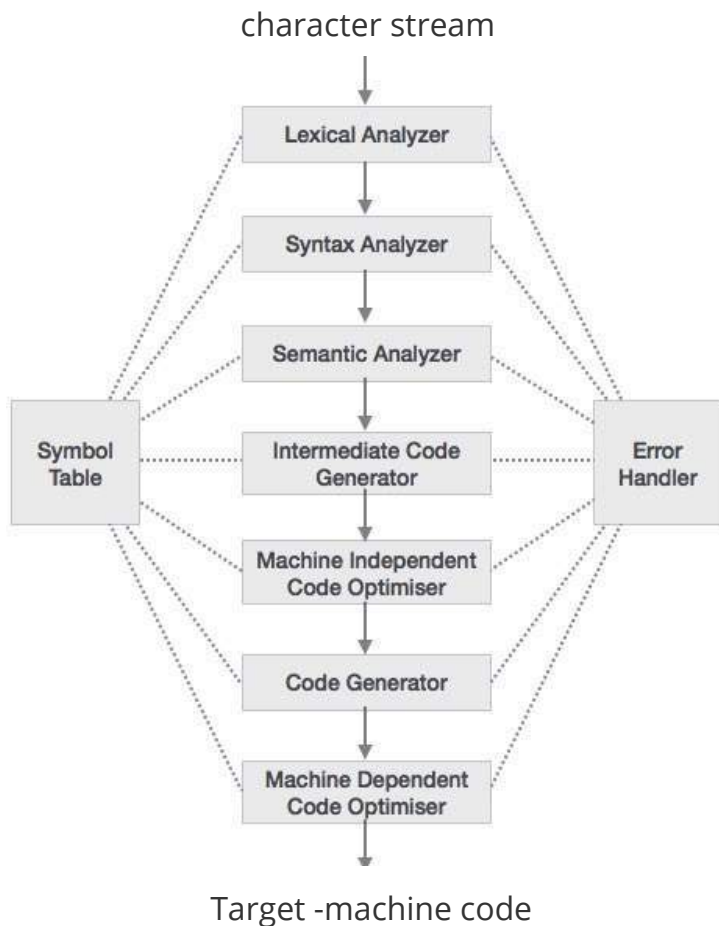 character stream
Lexical Analyzer
Syntax Analyzer
Semantic Analyzer
Symbol
Table
Intermediate Code
Generator
Error
Handler
Machine Independent
Code Optimiser
Code Generator
Machine Dependent
Code Optimiser
Target -machine code